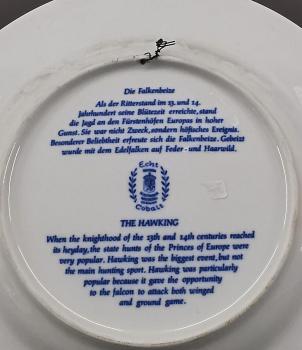 Die Falkenbeize
Als der Ritterstand im 13. und 14.
Jahrhundert seine Blütezeit erreichte, stand
die Jagd an den Fürstenhöfen Europas in hoher
Gunst. Sie war nicht Zweck, sondern höfisches Ereignis.
Besonderer Beliebtheit erfreute sich die Falkenbeize. Gebeizt
wurde mit dem Edelfalken auf Feder- und Haarwild.
Echt
Cobalt
THE HAWKING
When the knighthood of the 13th and 14th centuries reached
its heyday, the state hunts of the Princes of Europe were
very popular. Hawking was the biggest event, but not
the main hunting sport. Hawking was particularly
popular because it gave the opportunity
to the falcon to attack both winged
and ground game.